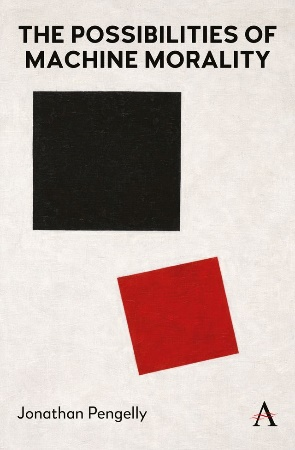 THE POSSIBILITIES OF
MACHINE MORALITY
Jonathan Pengelly
A